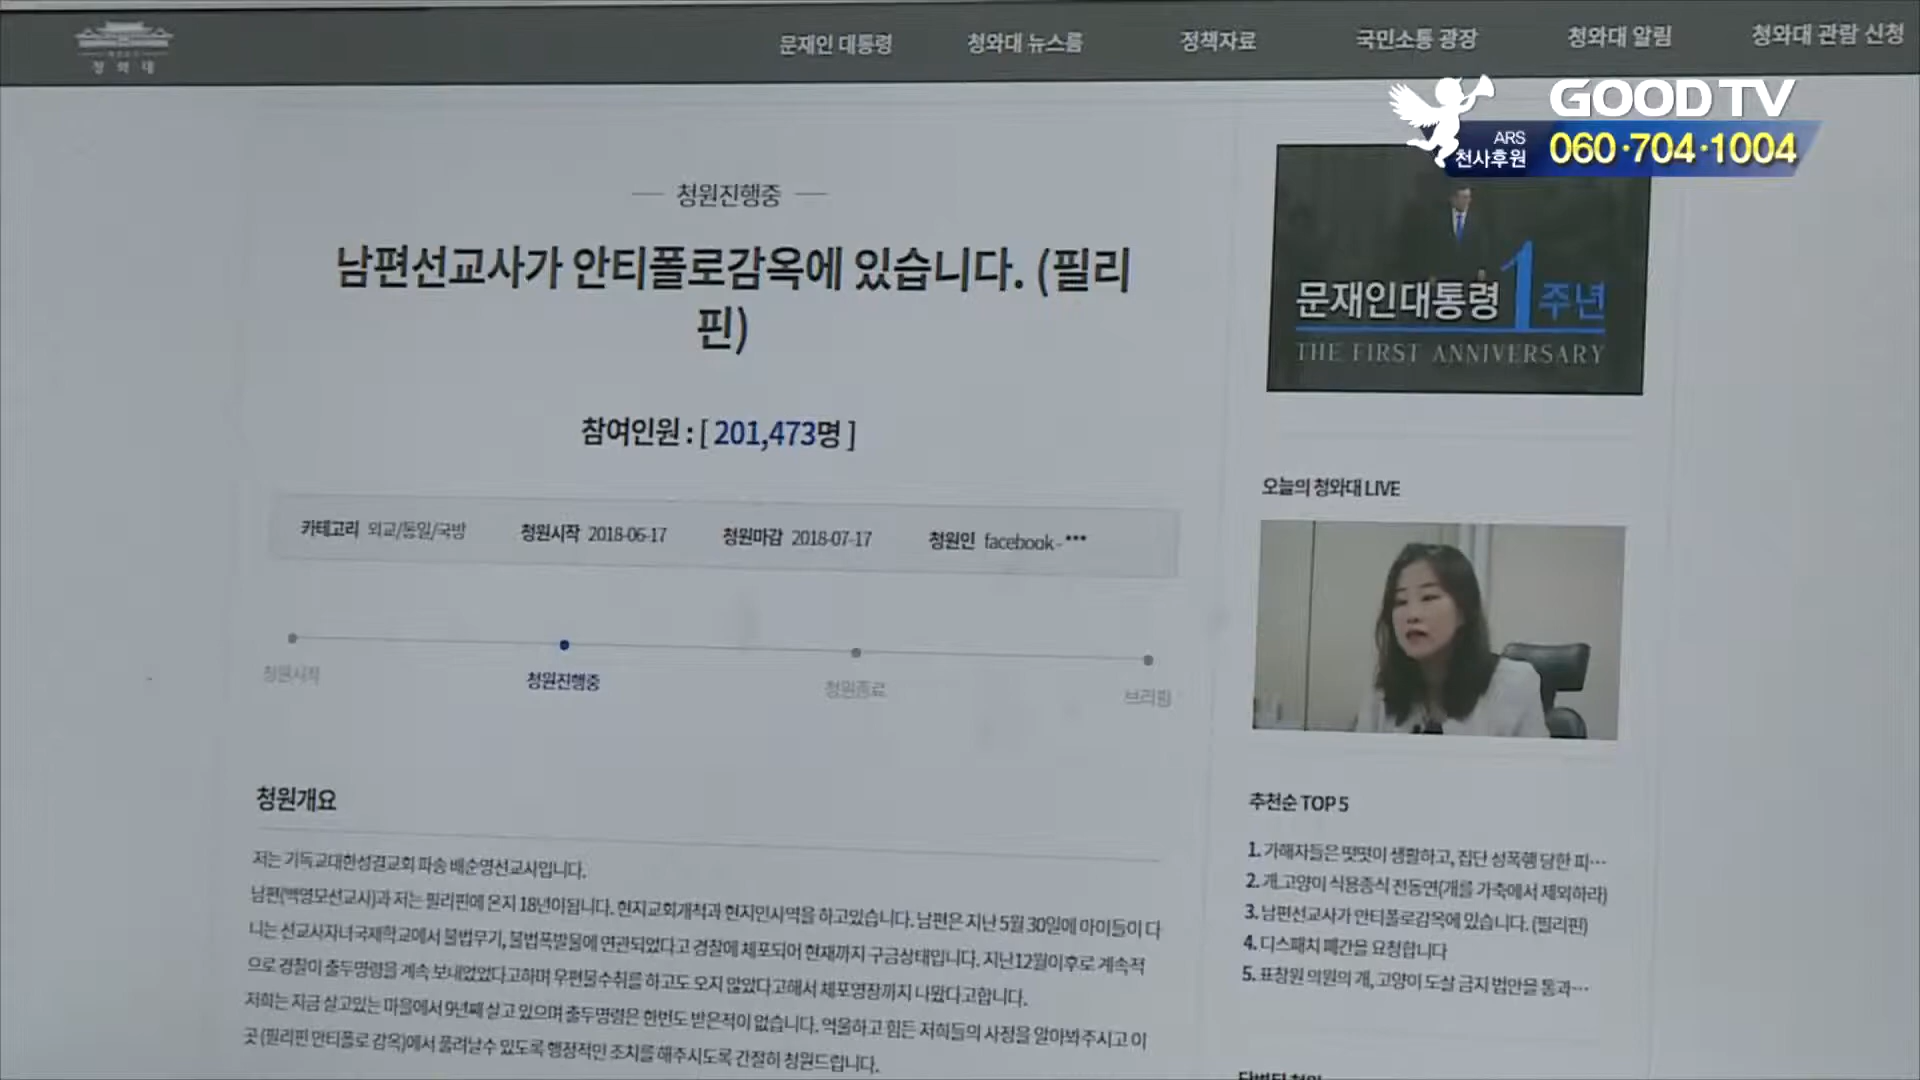 청와대
문재인 대통령
청와대 뉴스룸
정책자료
국민소통 광장
청와대 알림
청와대 관람 신청
GOODTV
ARS
천사후원
060·704·1004
청원진행중
남편선교사가 안티폴로감옥에 있습니다. (필리
핀)
참여인원 : [ 201,473명 ]
카테고리 외교/통일/국방 청원시작 2018-06-17 청원마감 2018-07-17 청원인 facebook - ***
청원시작
청원진행중
청원종료
브리핑
청원개요
저는 기독교대한성결교회 파송 배순영선교사입니다.
남편(백영모선교사)과 저는 필리핀에 온지 18년이됩니다. 현지교회개척과 현지인사역을 하고있습니다. 남편은 지난 5월 30일에 아이들이 다
니는 선교사자녀국제학교에서 불법무기, 불법폭발물에 연관되었다고 경찰에 체포되어 현재까지 구금상태입니다. 지난12월이후로 계속적
으로 경찰이 출두명령을 계속 보내었었다고하며 우편물수취를 하고도 오지 않았다고해서 체포영장까지 나왔다고합니다.
저희는 지금 살고있는 마을에서 9년째 살고 있으며 출두명령은 한번도 받은적이 없습니다. 억울하고 힘든 저희들의 사정을 알아봐주시고 이
곳 (필리핀 안티폴로 감옥)에서 풀려날수 있도록 행정적인 조치를 해주시도록 간절히 청원드립니다.
문재인대통령 1주년
THE FIRST ANNIVERSARY
오늘의 청와대 LIVE
추천순 TOP 5
1. 가해자들은 떳떳이 생활하고, 집단 성폭행 당한 피…
2. 개,고양이 식용종식 전동연(개를 가축에서 제외하라)
3. 남편선교사가 안티폴로감옥에 있습니다. (필리핀)
4. 디스패치 폐간을 요청합니다
5. 표창원 의원의 개, 고양이 도살 금지 법안을 통과…